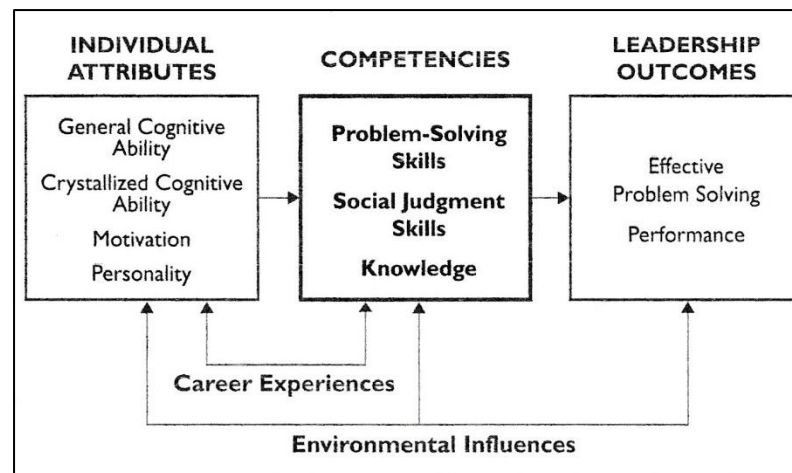 INDIVIDUAL
ATTRIBUTES
General Cognitive
Ability
Crystallized Cognitive
Ability
Motivation
Personality
COMPETENCIES
Problem-Solving
Skills
Social Judgment
Skills
Knowledge
LEADERSHIP
OUTCOMES
Effective
Problem Solving
Performance
Career Experiences
Environmental Influences